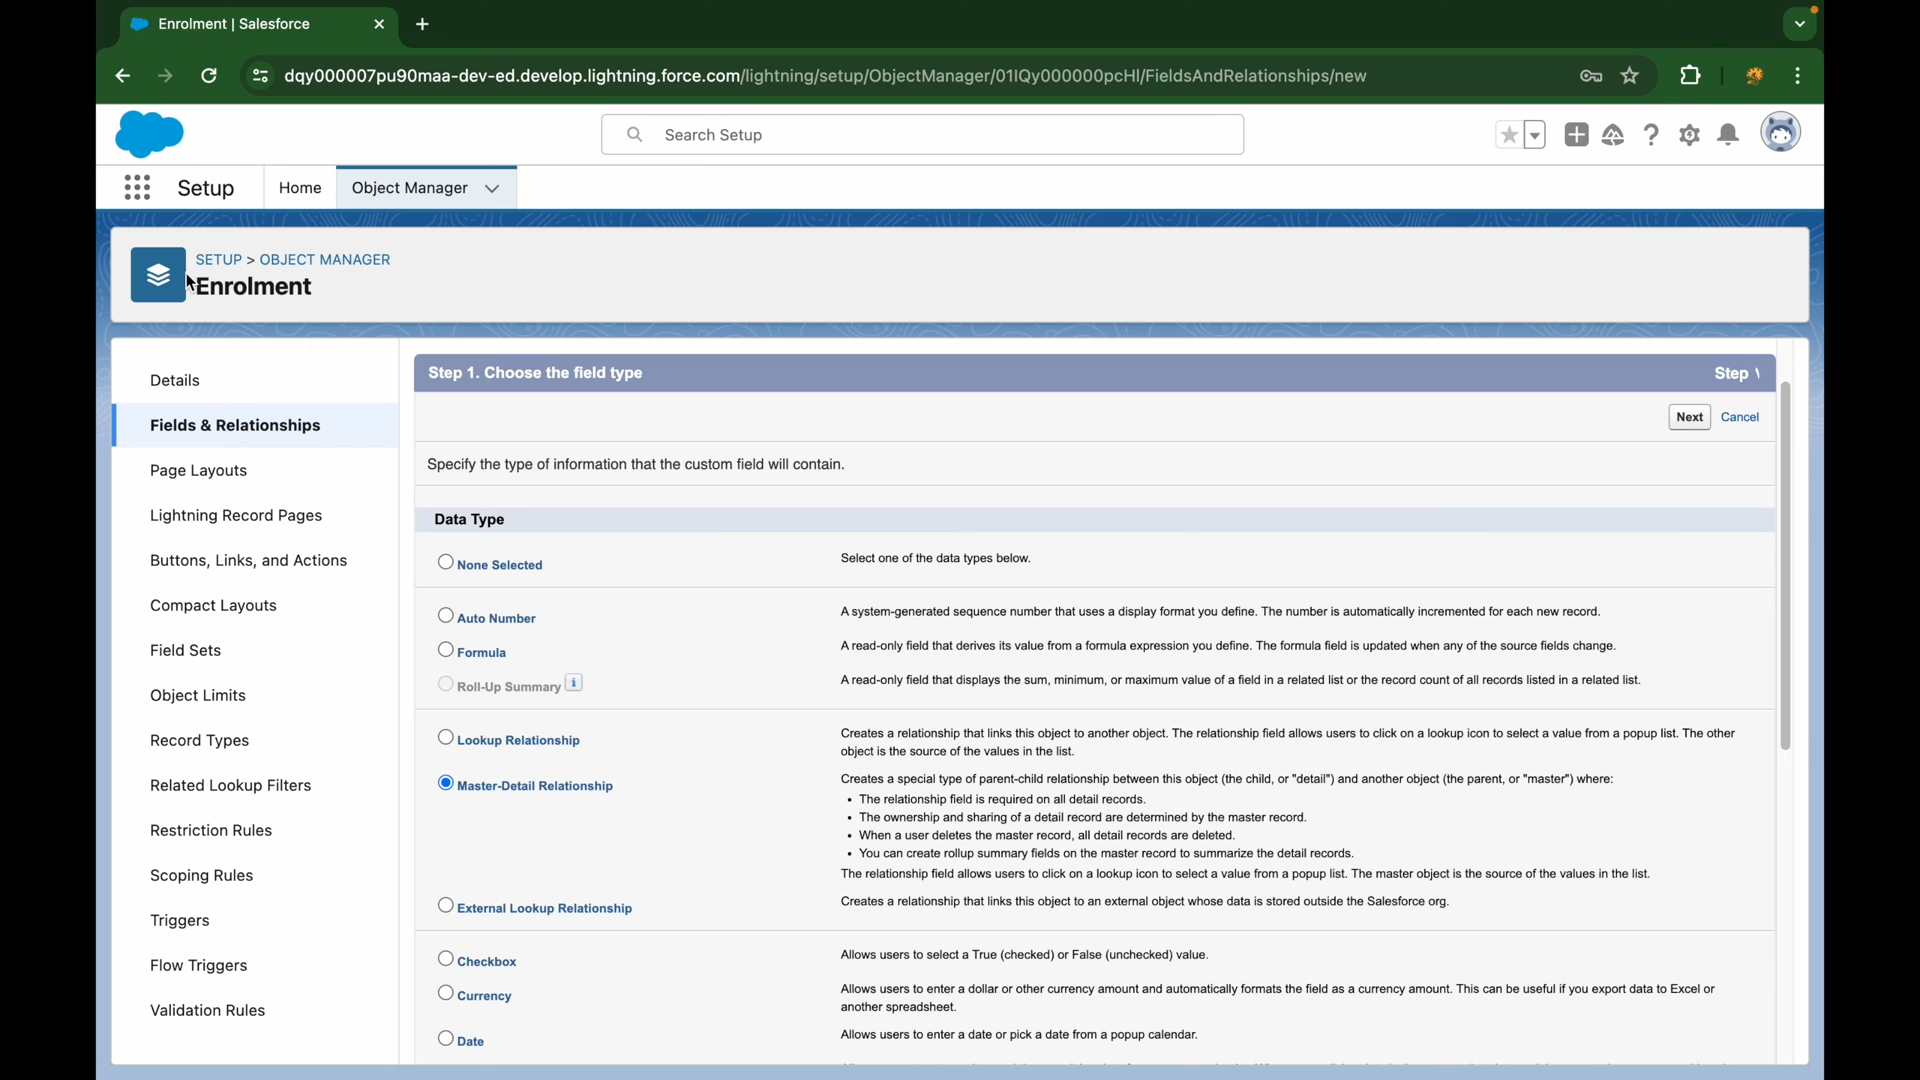 Enrolment | Salesforce
dqy000007pu90maa-dev-ed.develop.lightning.force.com/lightning/setup/ObjectManager/01IQy000000pcHI/FieldsAndRelationships/new
Search Setup
Setup
Home
Object Manager
SETUP > OBJECT MANAGER
Enrolment
Details
Fields & Relationships
Page Layouts
Lightning Record Pages
Buttons, Links, and Actions
Compact Layouts
Field Sets
Object Limits
Record Types
Related Lookup Filters
Restriction Rules
Scoping Rules
Triggers
Flow Triggers
Validation Rules
Step 1. Choose the field type
Step
Next Cancel
Specify the type of information that the custom field will contain.
Data Type
None Selected
Select one of the data types below.
Auto Number
A system-generated sequence number that uses a display format you define. The number is automatically incremented for each new record.
Formula
A read-only field that derives its value from a formula expression you define. The formula field is updated when any of the source fields change.
Roll-Up Summary i
A read-only field that displays the sum, minimum, or maximum value of a field in a related list or the record count of all records listed in a related list.
Lookup Relationship
Creates a relationship that links this object to another object. The relationship field allows users to click on a lookup icon to select a value from a popup list. The other
object is the source of the values in the list.
Master-Detail Relationship
Creates a special type of parent-child relationship between this object (the child, or "detail") and another object (the parent, or "master") where:
• The relationship field is required on all detail records.
• The ownership and sharing of a detail record are determined by the master record.
• When a user deletes the master record, all detail records are deleted.
• You can create rollup summary fields on the master record to summarize the detail records.
The relationship field allows users to click on a lookup icon to select a value from a popup list. The master object is the source of the values in the list.
External Lookup Relationship
Creates a relationship that links this object to an external object whose data is stored outside the Salesforce org.
Checkbox
Allows users to select a True (checked) or False (unchecked) value.
Currency
Allows users to enter a dollar or other currency amount and automatically formats the field as a currency amount. This can be useful if you export data to Excel or
another spreadsheet.
Date
Allows users to enter a date or pick a date from a popup calendar.